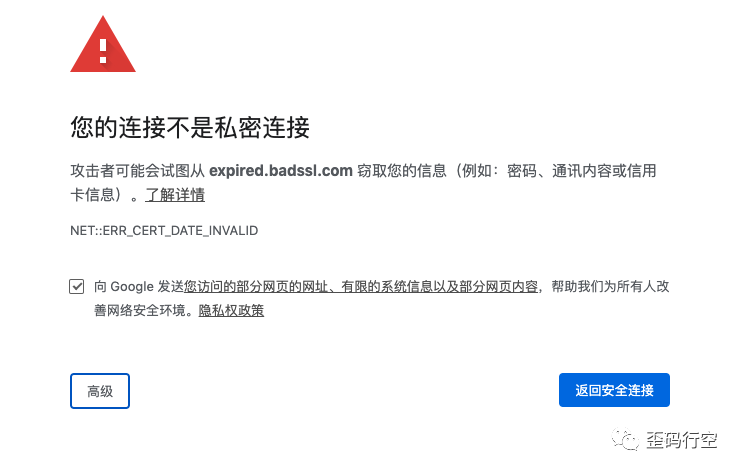 您的连接不是私密连接
攻击者可能会试图从 expired.badssl.com 窃取您的信息（例如：密码、通讯内容或信用
卡信息）。了解详情
NET::ERR_CERT_DATE_INVALID
向 Google 发送您访问的部分网页的网址、有限的系统信息以及部分网页内容，帮助我们为所有人改
善网络安全环境。隐私权政策
高级
返回安全连接
歪码行空